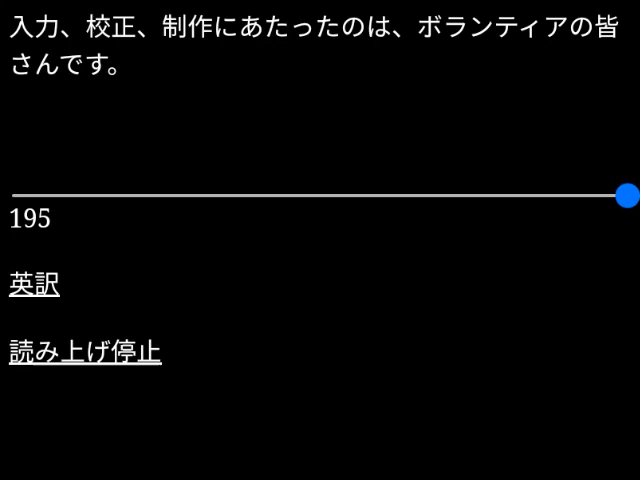 入力、校正、制作にあたったのは、ボランティアの皆
さんです。
195
英訳
読み上げ停止